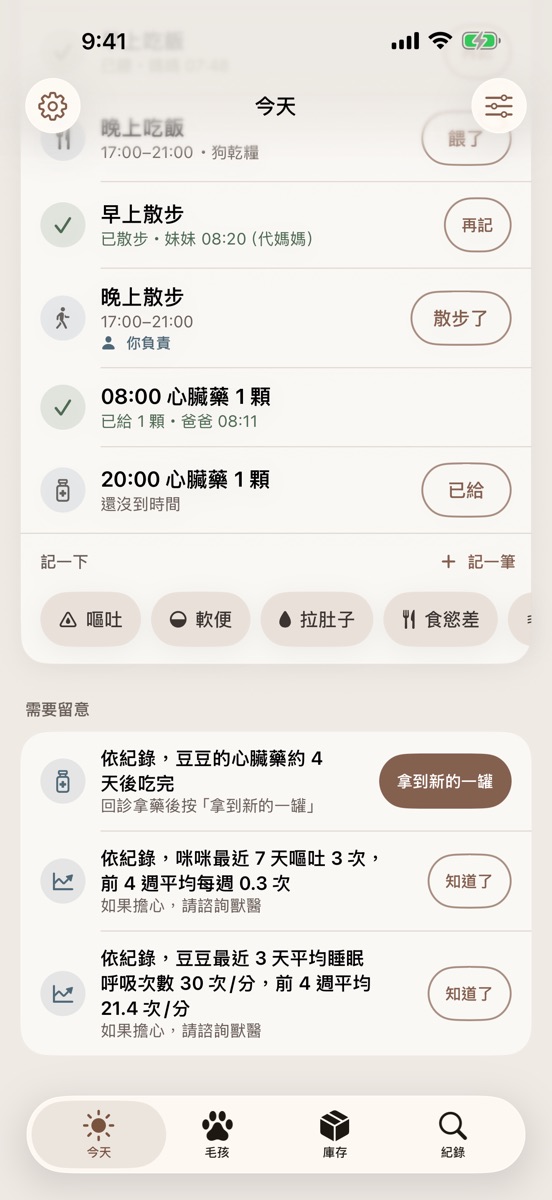 9:41
今天
晚上吃飯
17:00–21:00・狗乾糧
餵了
早上散步
已散步・妹妹 08:20 (代媽媽)
再記
晚上散步
17:00–21:00
你負責
散步了
08:00 心臟藥 1 顆
已給 1 顆・爸爸 08:11
20:00 心臟藥 1 顆
還沒到時間
已給
記一下
+ 記一筆
嘔吐
軟便
拉肚子
食慾差
需要留意
依紀錄，豆豆的心臟藥約 4
天後吃完
回診拿藥後按「拿到新的一罐」
拿到新的一罐
依紀錄，咪咪最近 7 天嘔吐 3 次，
前 4 週平均每週 0.3 次
如果擔心，請諮詢獸醫
知道了
依紀錄，豆豆最近 3 天平均睡眠
呼吸次數 30 次/分，前 4 週平均
21.4 次/分
如果擔心，請諮詢獸醫
知道了
今天
毛孩
庫存
紀錄